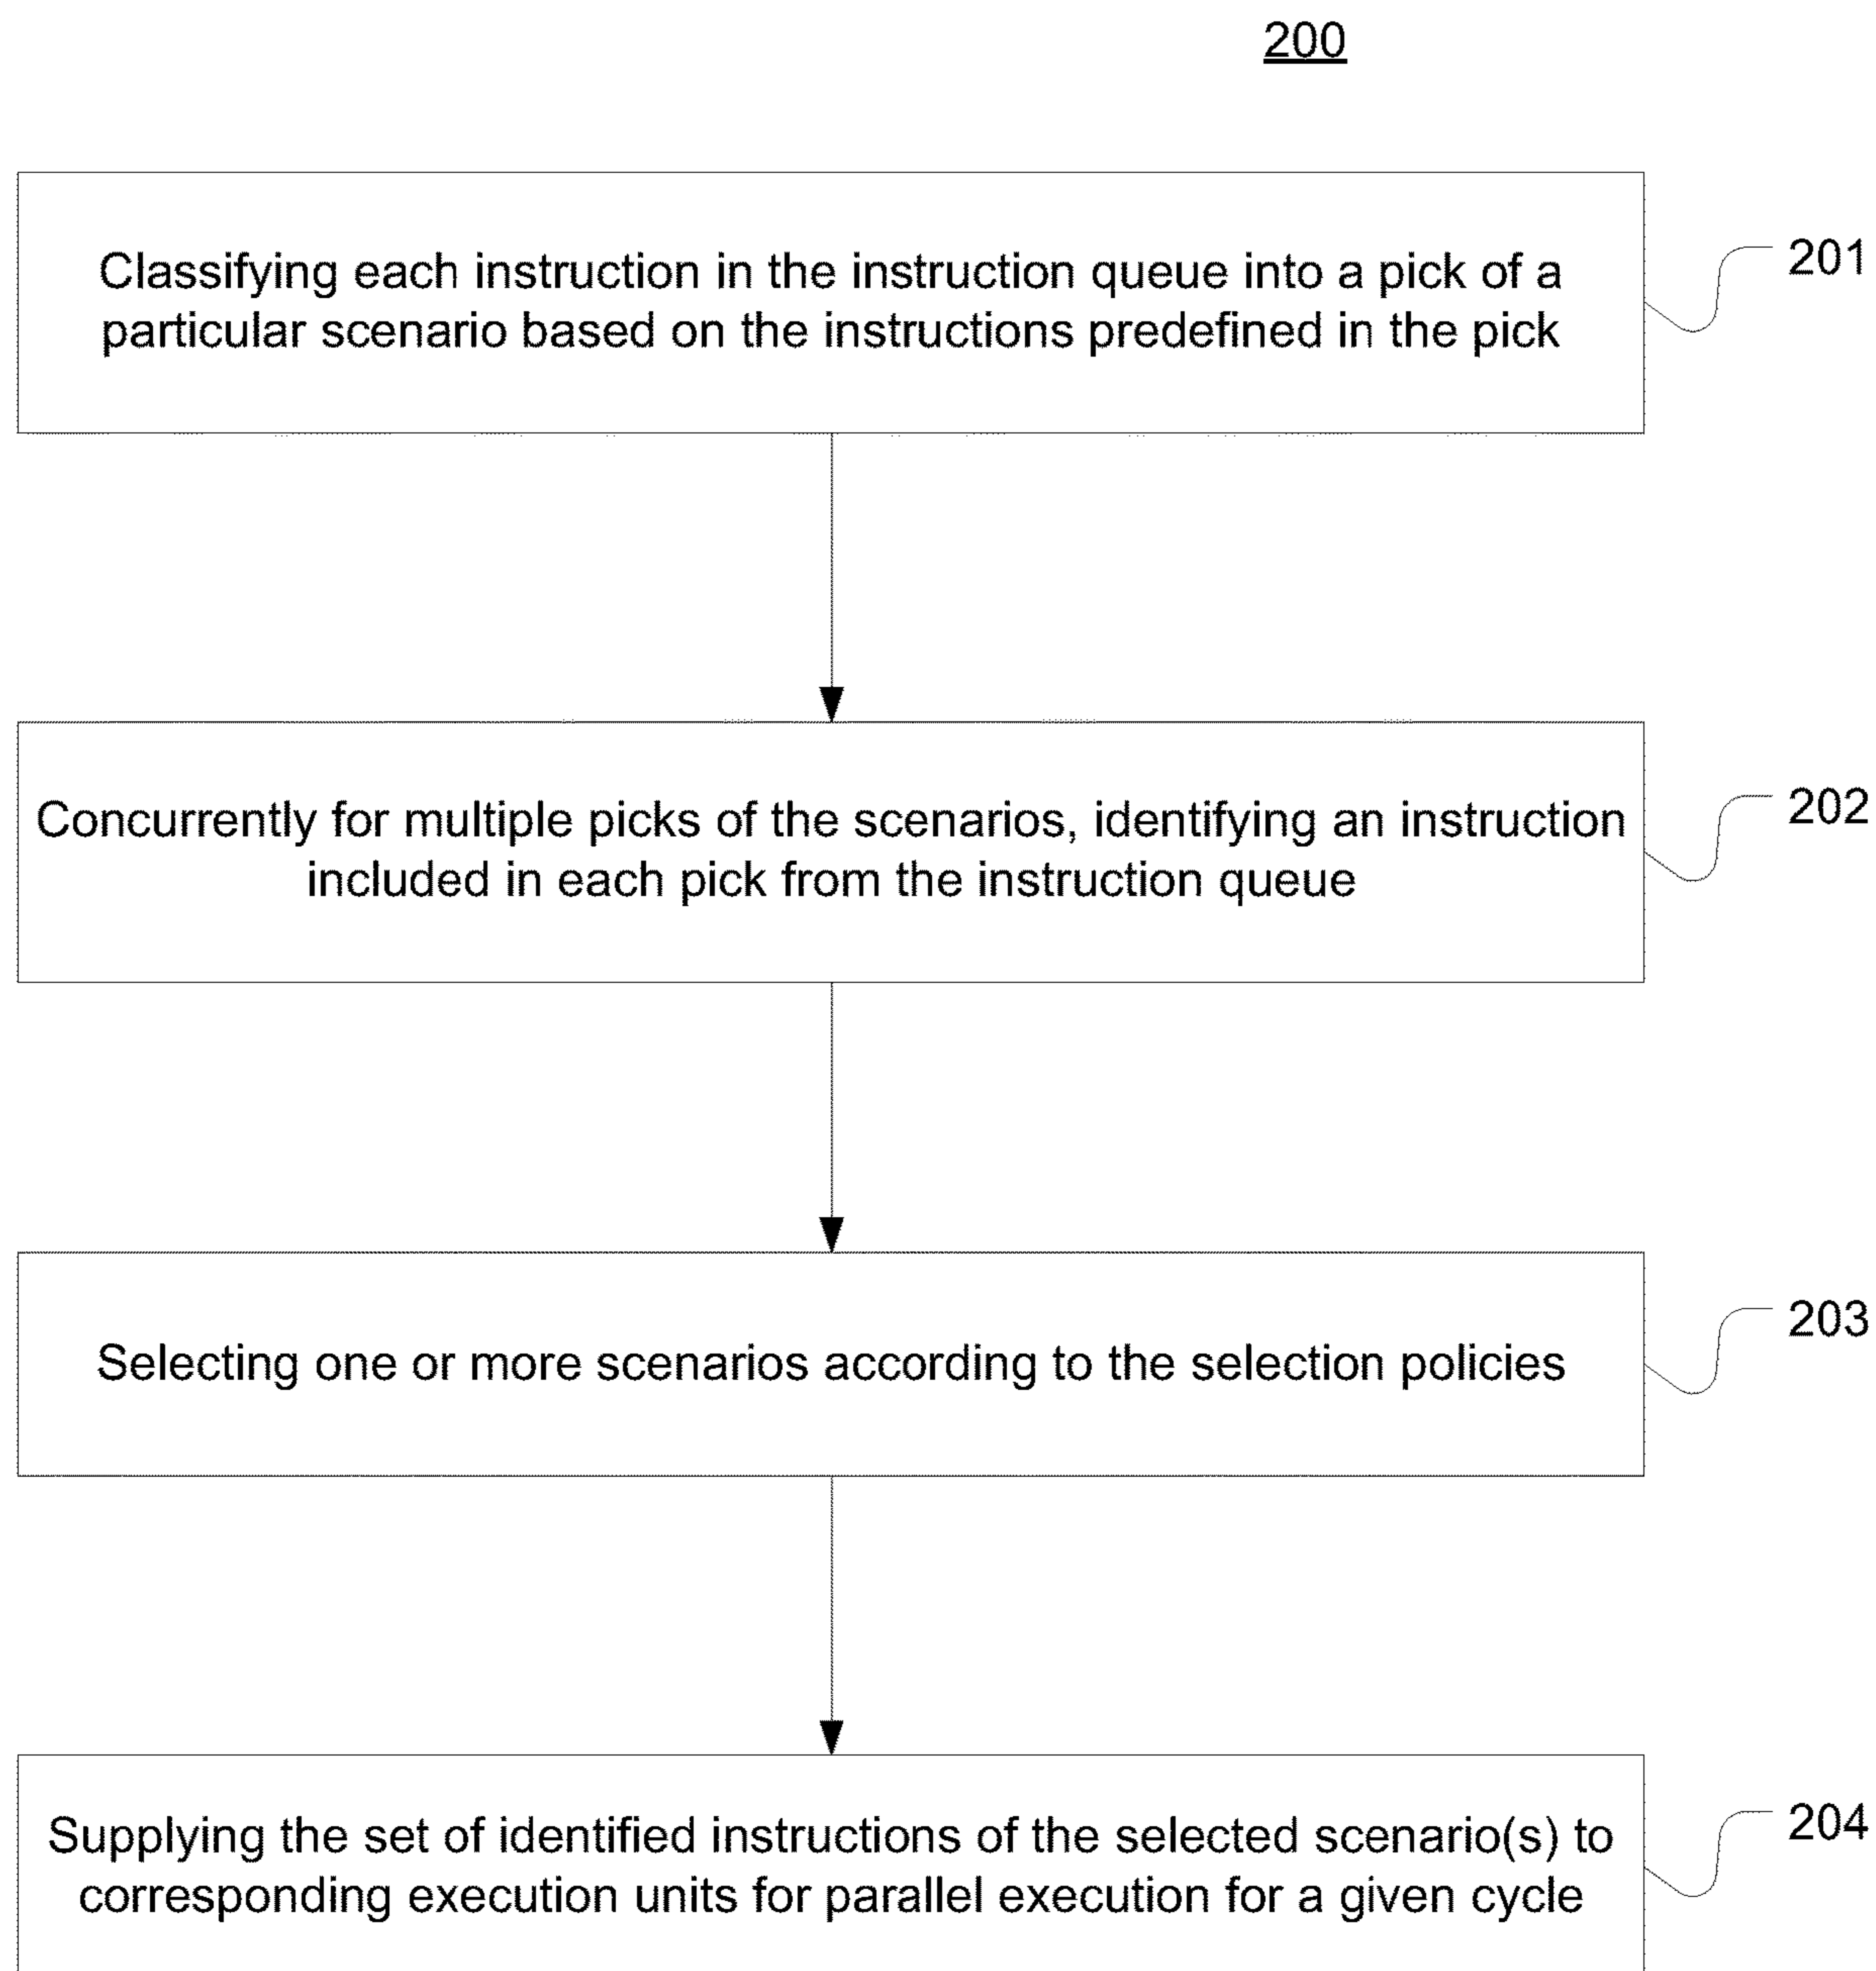 200
Classifying each instruction in the instruction queue into a pick of a
particular scenario based on the instructions predefined in the pick
201
Concurrently for multiple picks of the scenarios, identifying an instruction
included in each pick from the instruction queue
202
Selecting one or more scenarios according to the selection policies
203
Supplying the set of identified instructions of the selected scenario(s) to
corresponding execution units for parallel execution for a given cycle
204